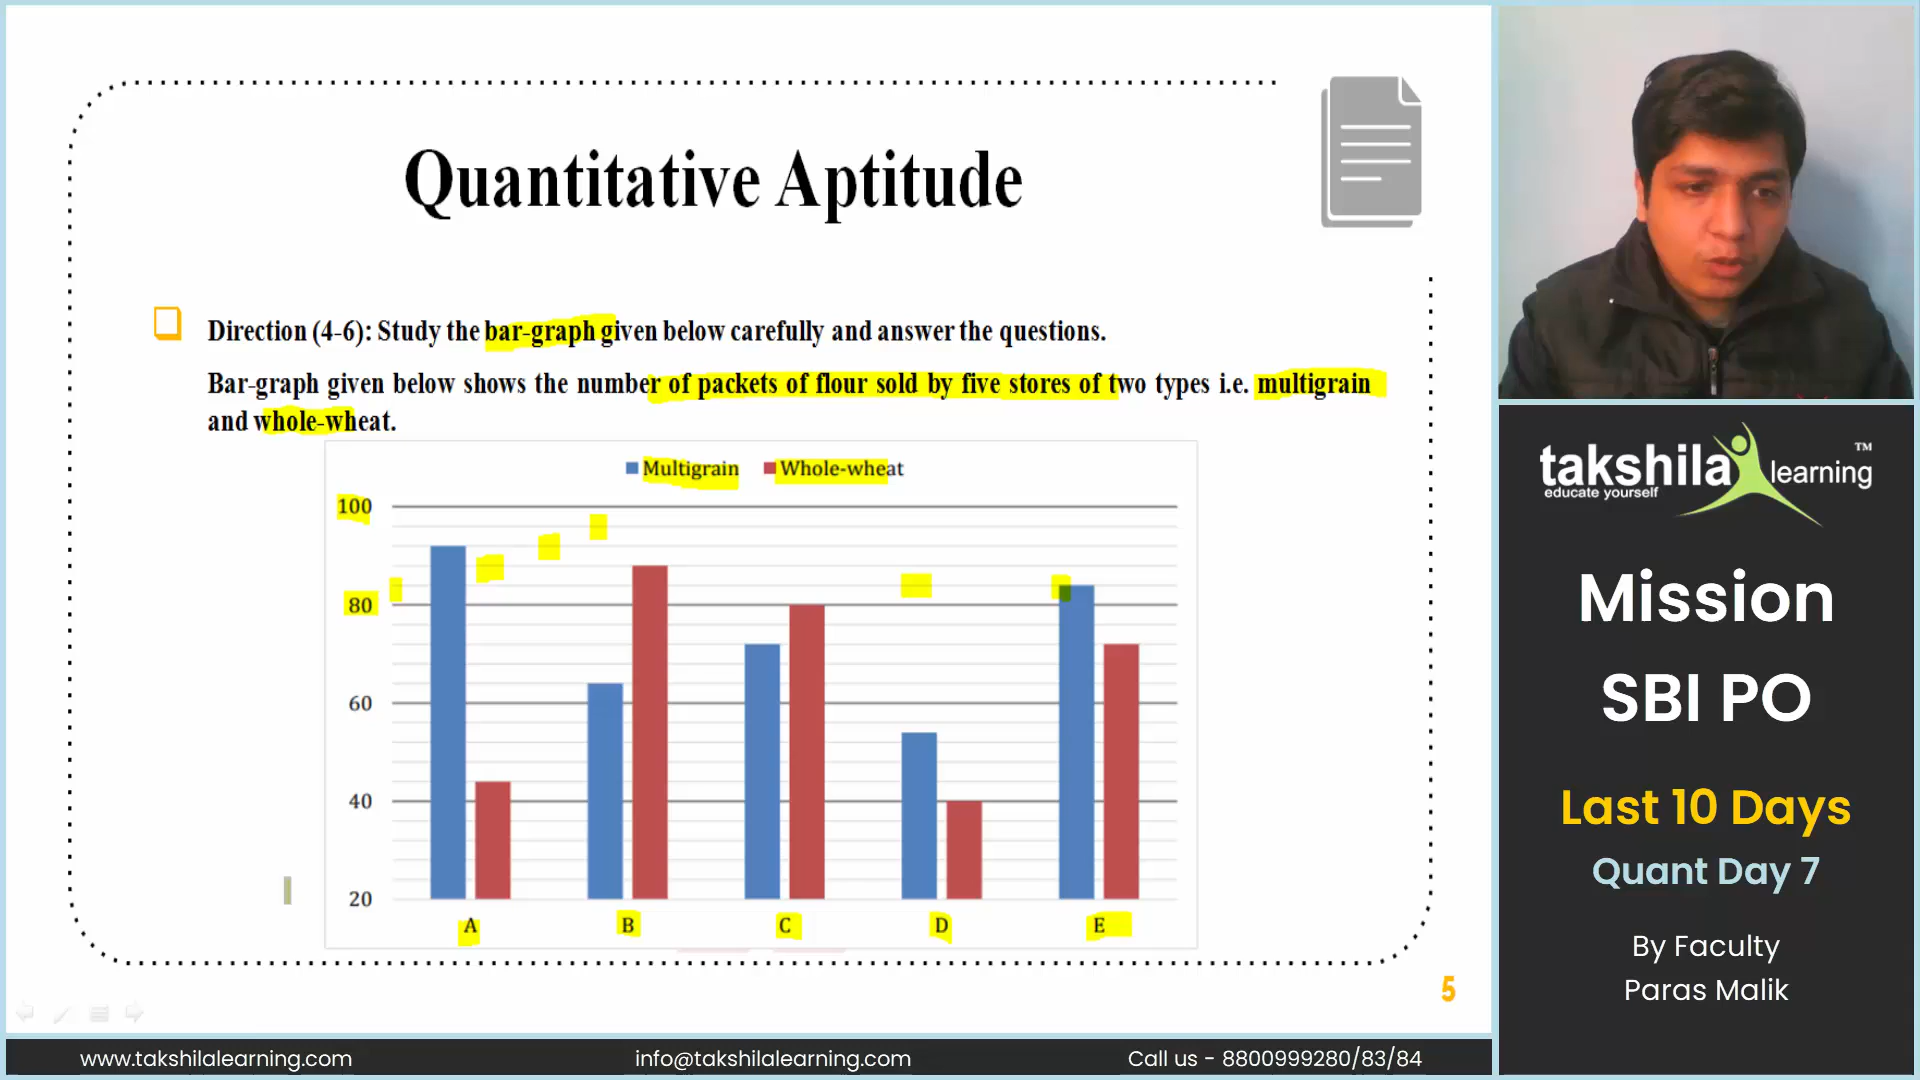 Quantitative Aptitude
Direction (4-6): Study the bar-graph given below carefully and answer the questions.
Bar-graph given below shows the number of packets of flour sold by five stores of two types i.e. multigrain
and whole-wheat.
Multigrain Whole-wheat
100
80
60
40
20
A B C D E
5
takshila learning TM
educate yourself
Mission
SBI PO
Last 10 Days
Quant Day 7
By Faculty
Paras Malik
www.takshilalearning.com info@takshilalearning.com Call us - 8800999280/83/84